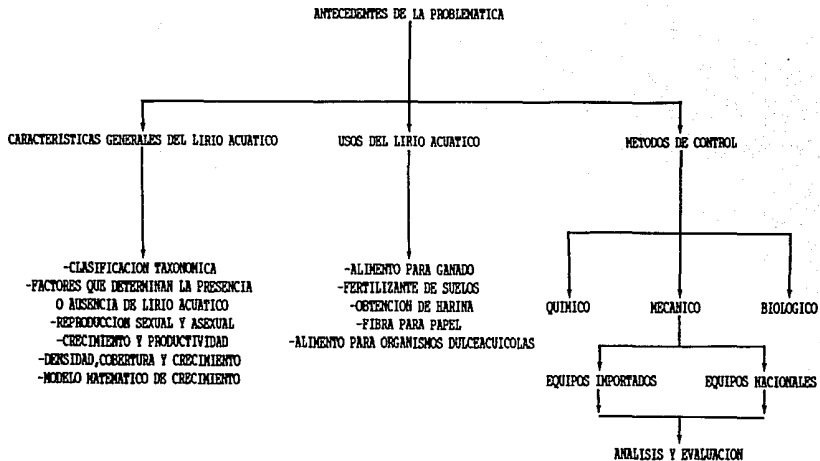 ANTECEDENTES DE LA PROBLEMATICA
CARACTERISTICAS GENERALES DEL LIRIO ACUATICO
USOS DEL LIRIO ACUATICO
METODOS DE CONTROL
-CLASIFICACION TAXONOMICA
-FACTORES QUE DETERMINAN LA PRESENCIA
O AUSENCIA DE LIRIO ACUATICO
-REPRODUCCION SEXUAL Y ASEXUAL
-CRECIMIENTO Y PRODUCTIVIDAD
-DENSIDAD,COBERTURA Y CRECIMIENTO
-MODELO MATEMATICO DE CRECIMIENTO
-ALIMENTO PARA GANADO
-FERTILIZANTE DE SUELOS
-OBTENCION DE HARINA
-FIBRA PARA PAPEL
-ALIMENTO PARA ORGANISMOS DULCEACUICOLAS
QUIMICO
MECANICO
BIOLOGICO
EQUIPOS IMPORTADOS
EQUIPOS NACIONALES
ANALISIS Y EVALUACION